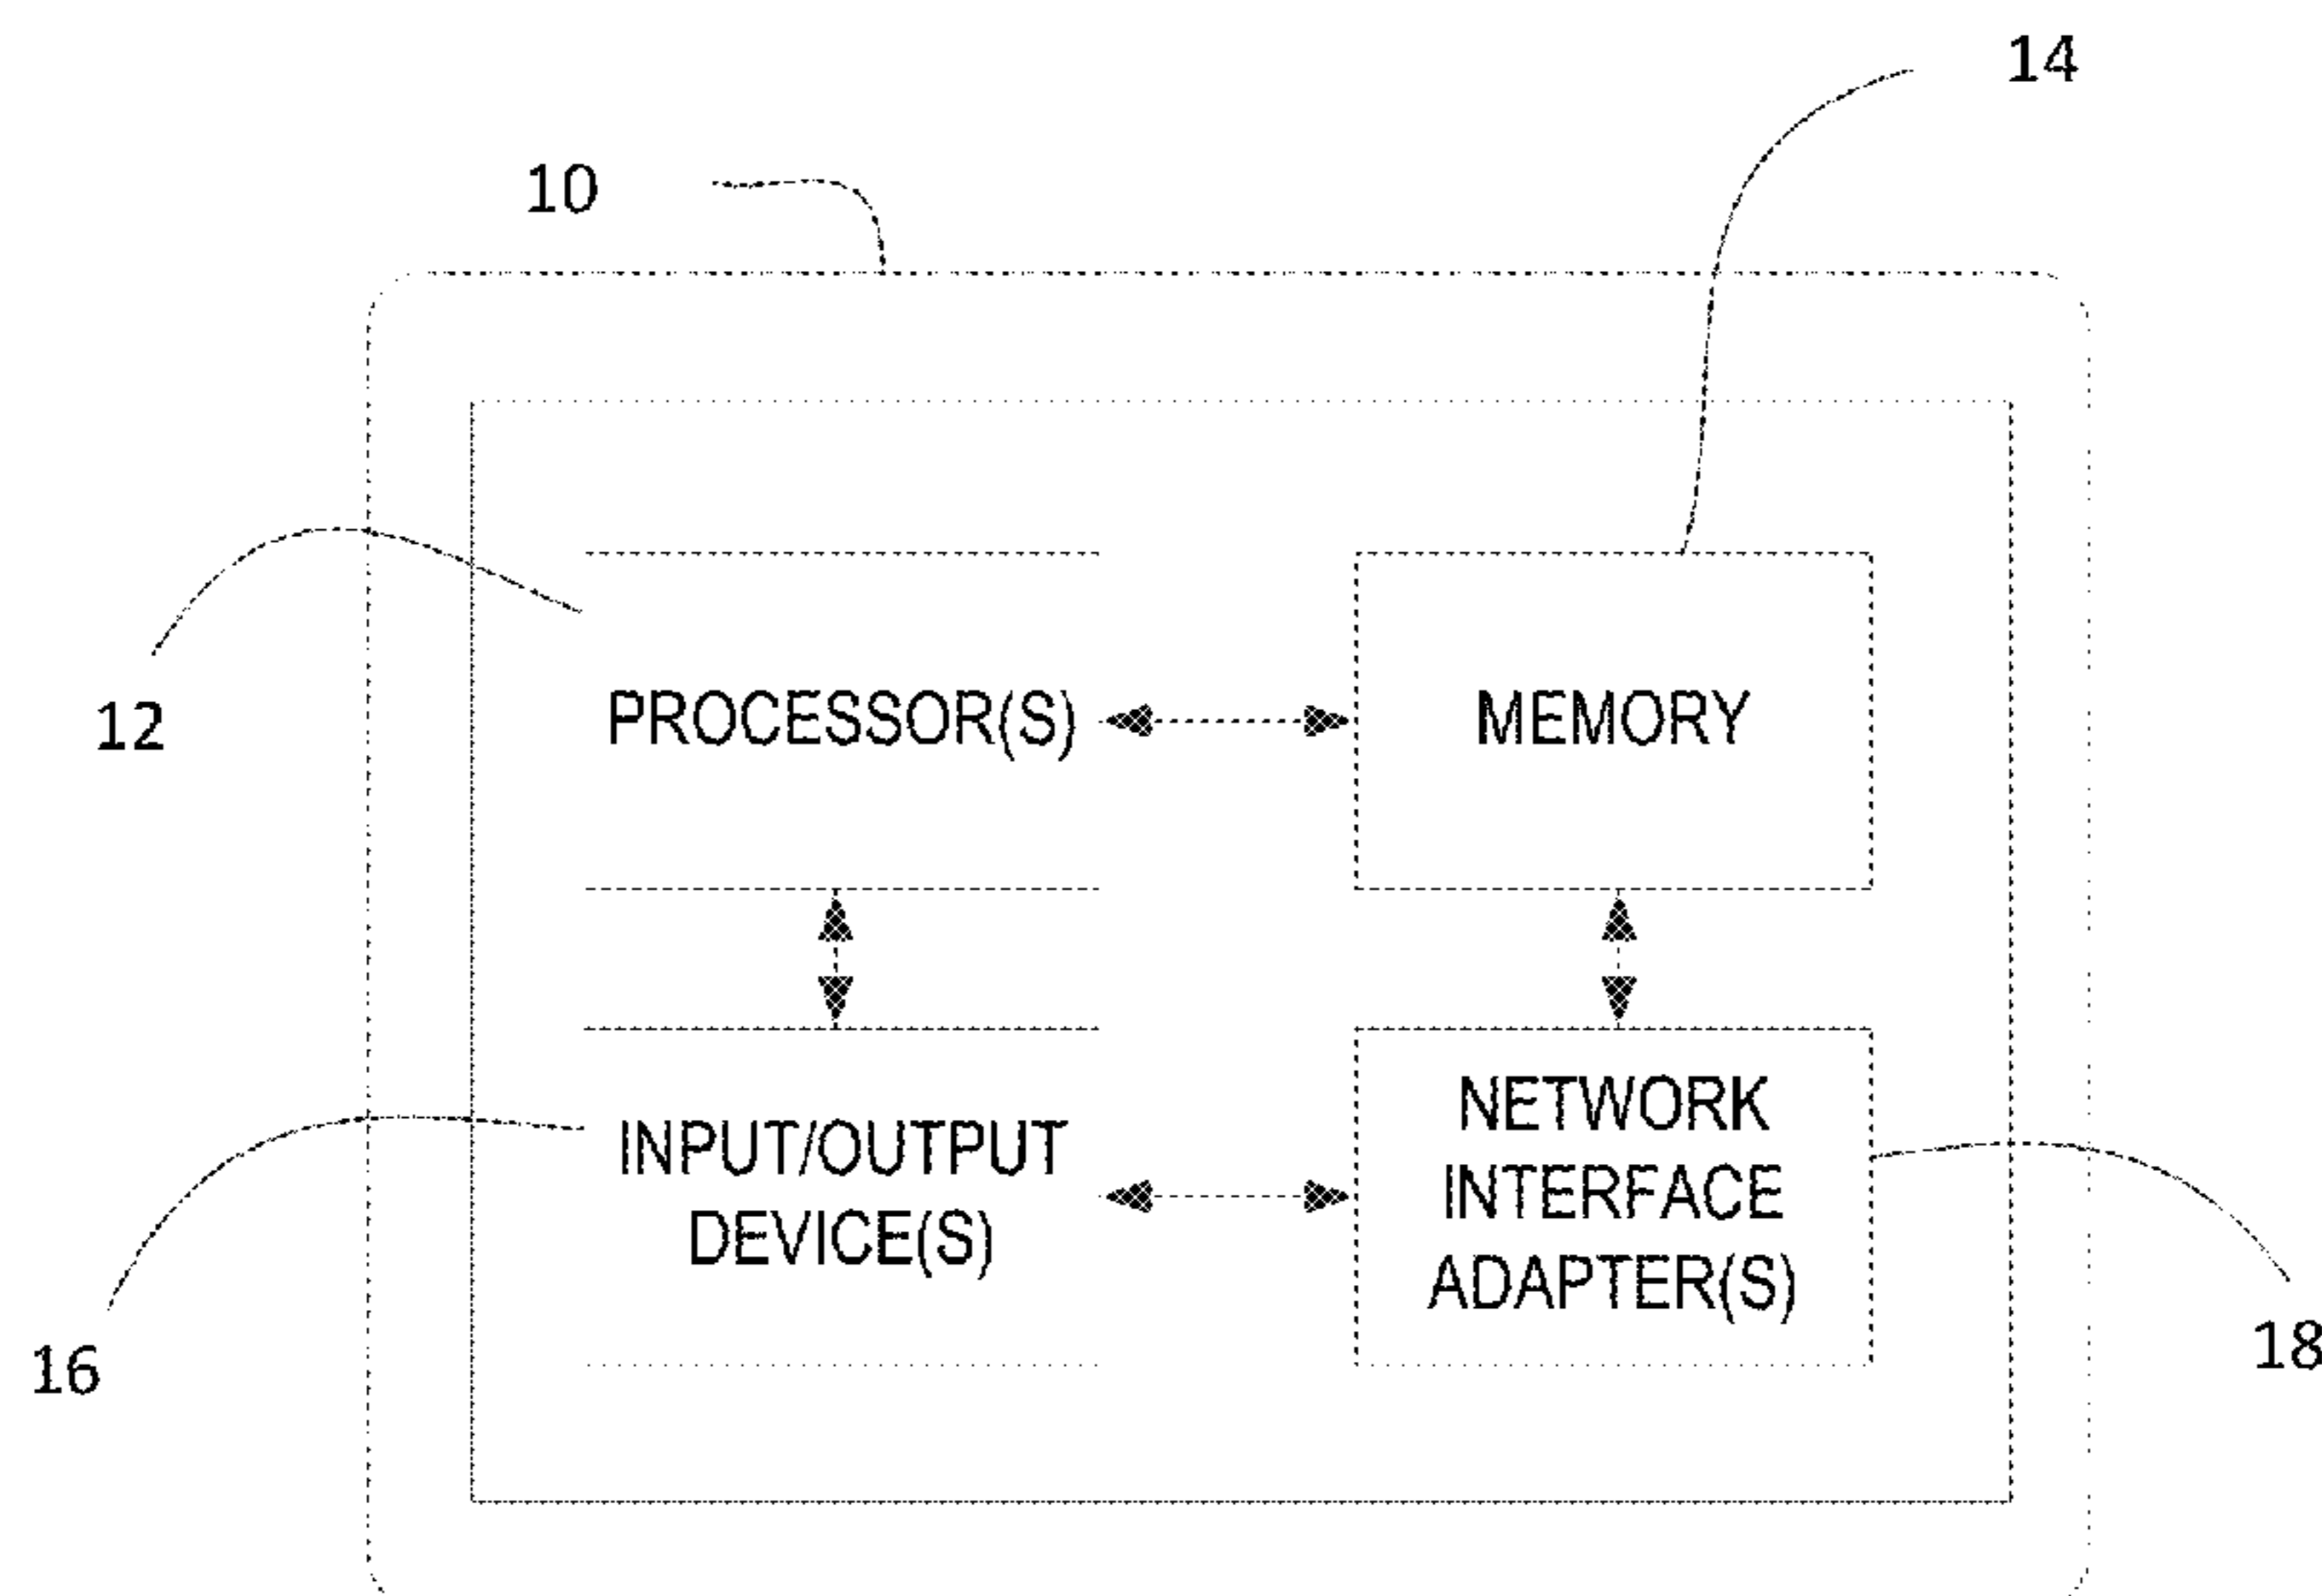 14
10
12
PROCESSOR(S)
MEMORY
INPUT/OUTPUT
DEVICE(S)
NETWORK
INTERFACE
ADAPTER(S)
16
18